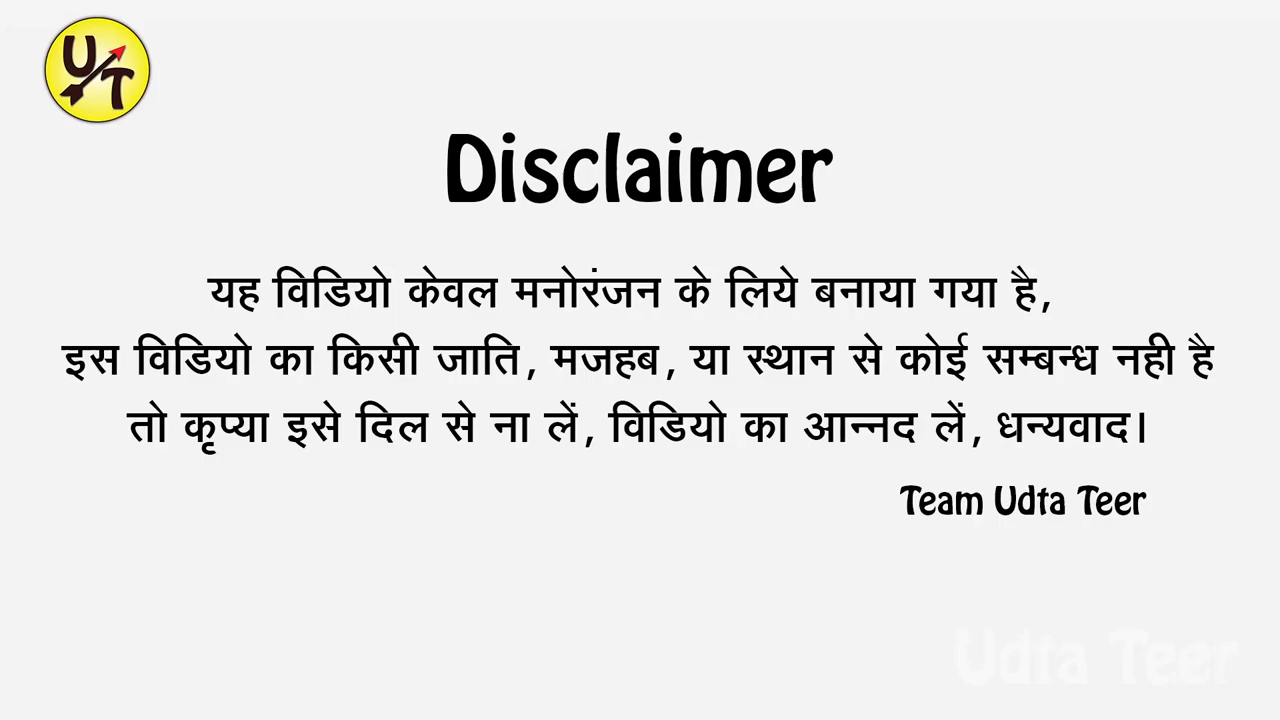 UT
Disclaimer
यह विडियो केवल मनोरंजन के लिये बनाया गया है,
इस विडियो का किसी जाति, मजहब, या स्थान से कोई सम्बन्ध नही है
तो कृप्या इसे दिल से ना लें, विडियो का आन्नद लें, धन्यवाद।
Team Udta Teer
Udta Teer